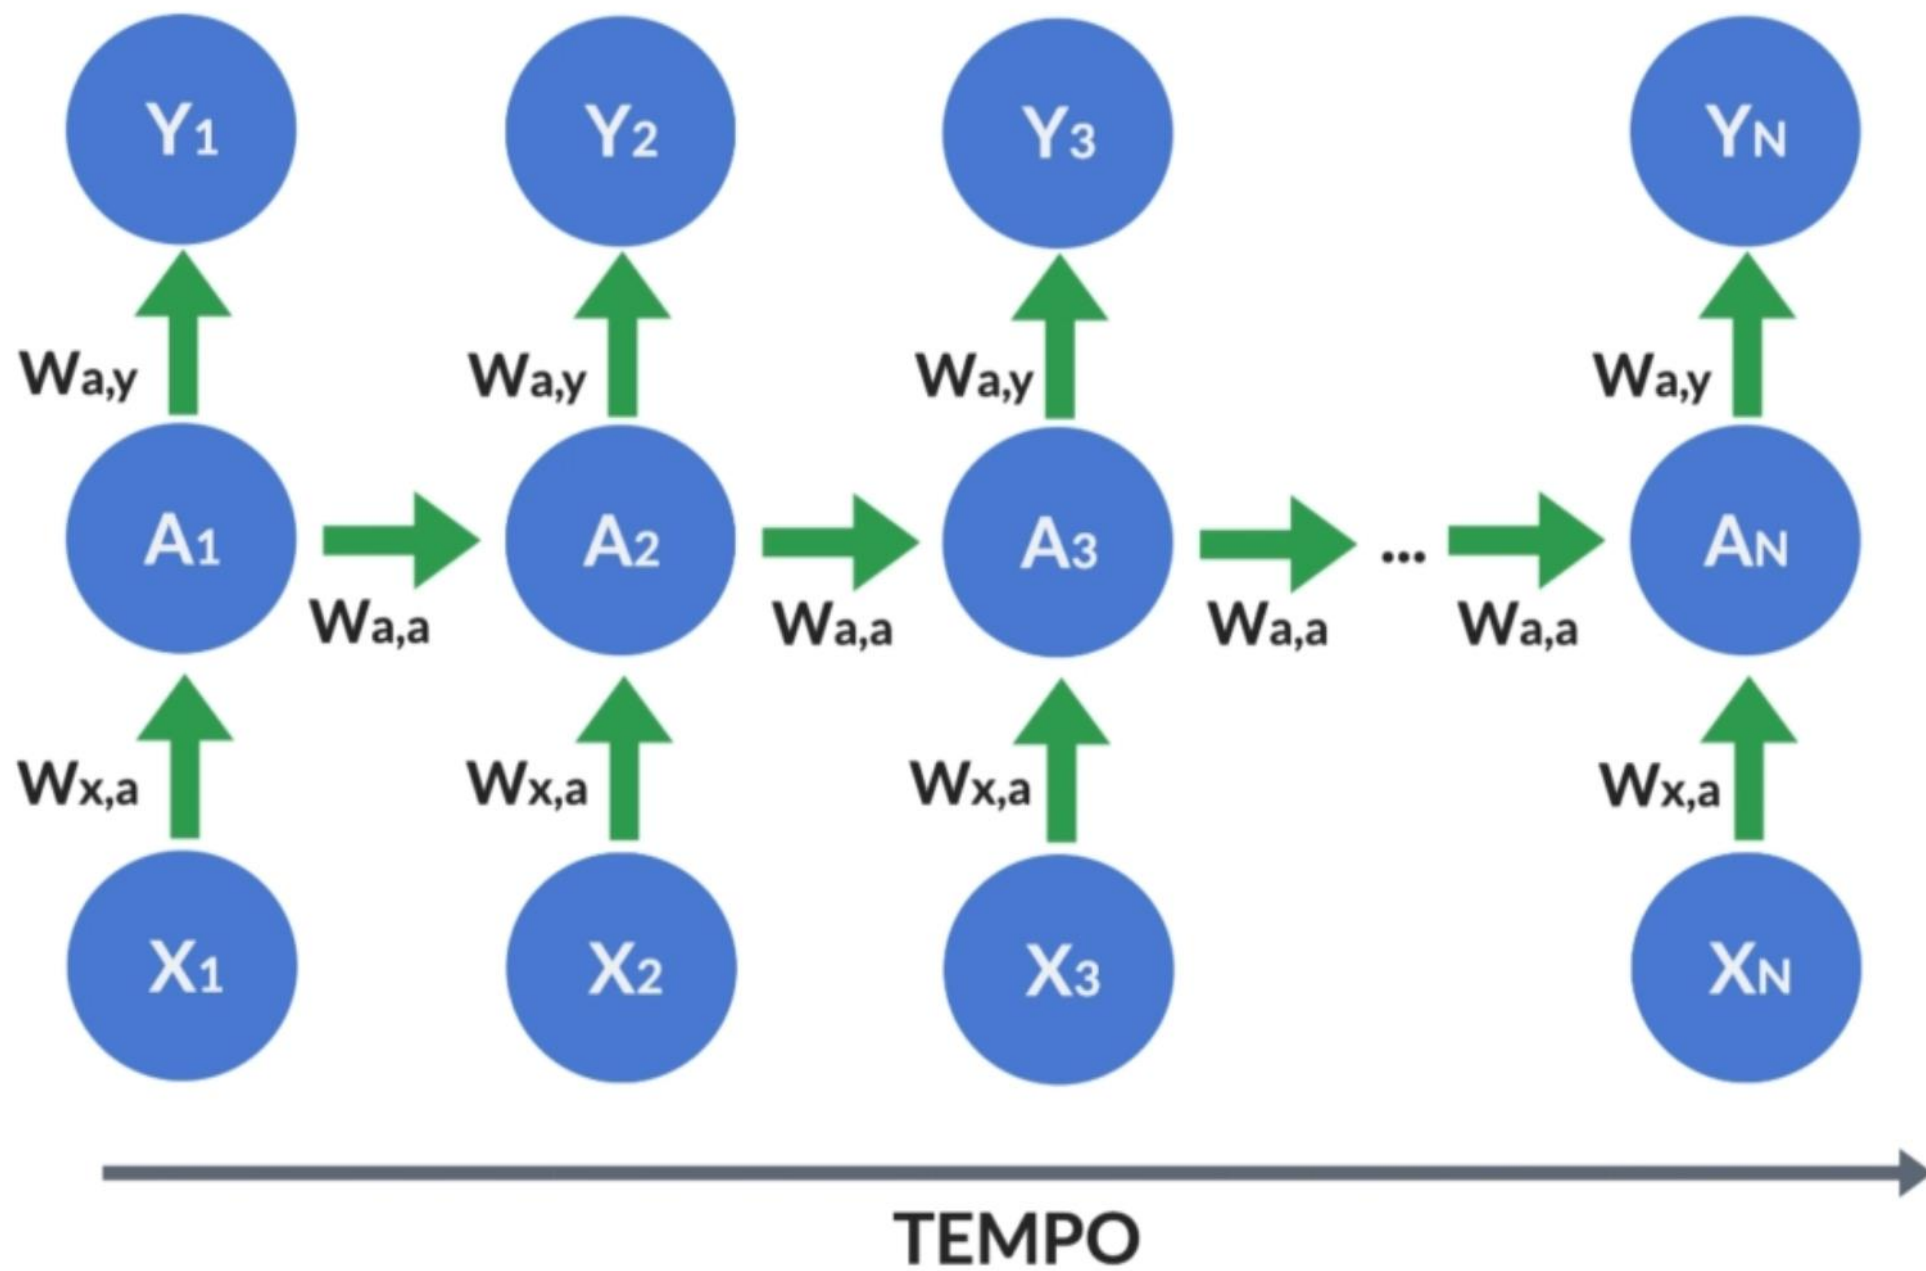 Y1 Y2 Y3 YN
Wa,y Wa,y Wa,y Wa,y
A1 A2 A3 ... AN
Wa,a Wa,a Wa,a Wa,a
Wx,a Wx,a Wx,a Wx,a
X1 X2 X3 XN
TEMPO